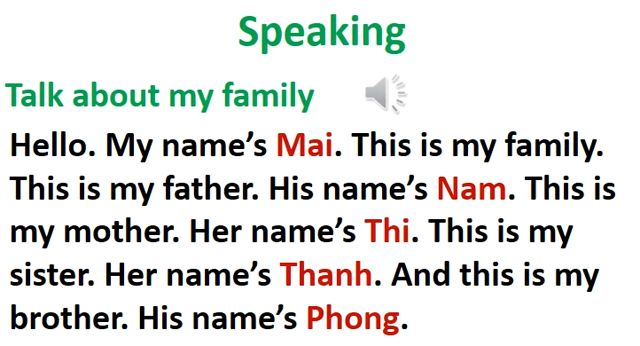 Speaking
Talk about my family
Hello. My name’s Mai. This is my family.
This is my father. His name’s Nam. This is
my mother. Her name’s Thi. This is my
sister. Her name’s Thanh. And this is my
brother. His name’s Phong.